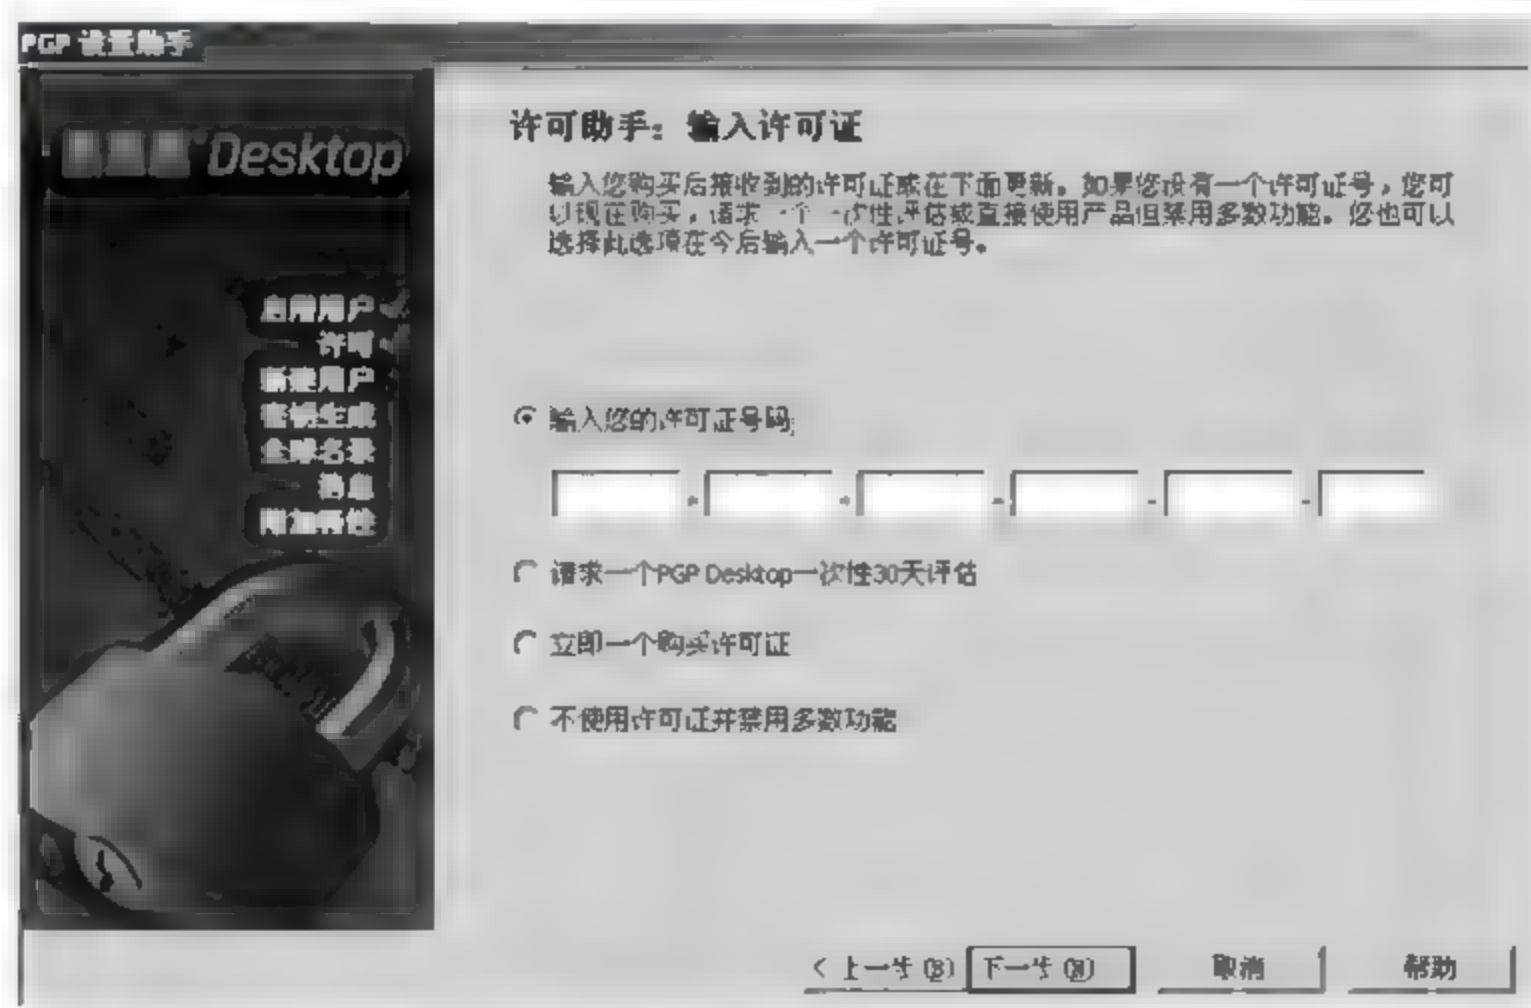 PGP 设置助手
Desktop
启用用户
许可
新建用户
密钥生成
全球名录
消息
附加特性
许可助手: 输入许可证
输入您购买后接收到的许可证或在下面更新。如果您没有一个许可证号，您可
以现在购买，请求一个一次性评估或直接使用产品但禁用多数功能。您也可以
选择此选项在今后输入一个许可证号。
输入您的许可证号码:
- - - - -
请求一个PGP Desktop一次性30天评估
立即一个购买许可证
不使用许可证并禁用多数功能
< 上一步(B)
下一步(N)
取消
帮助